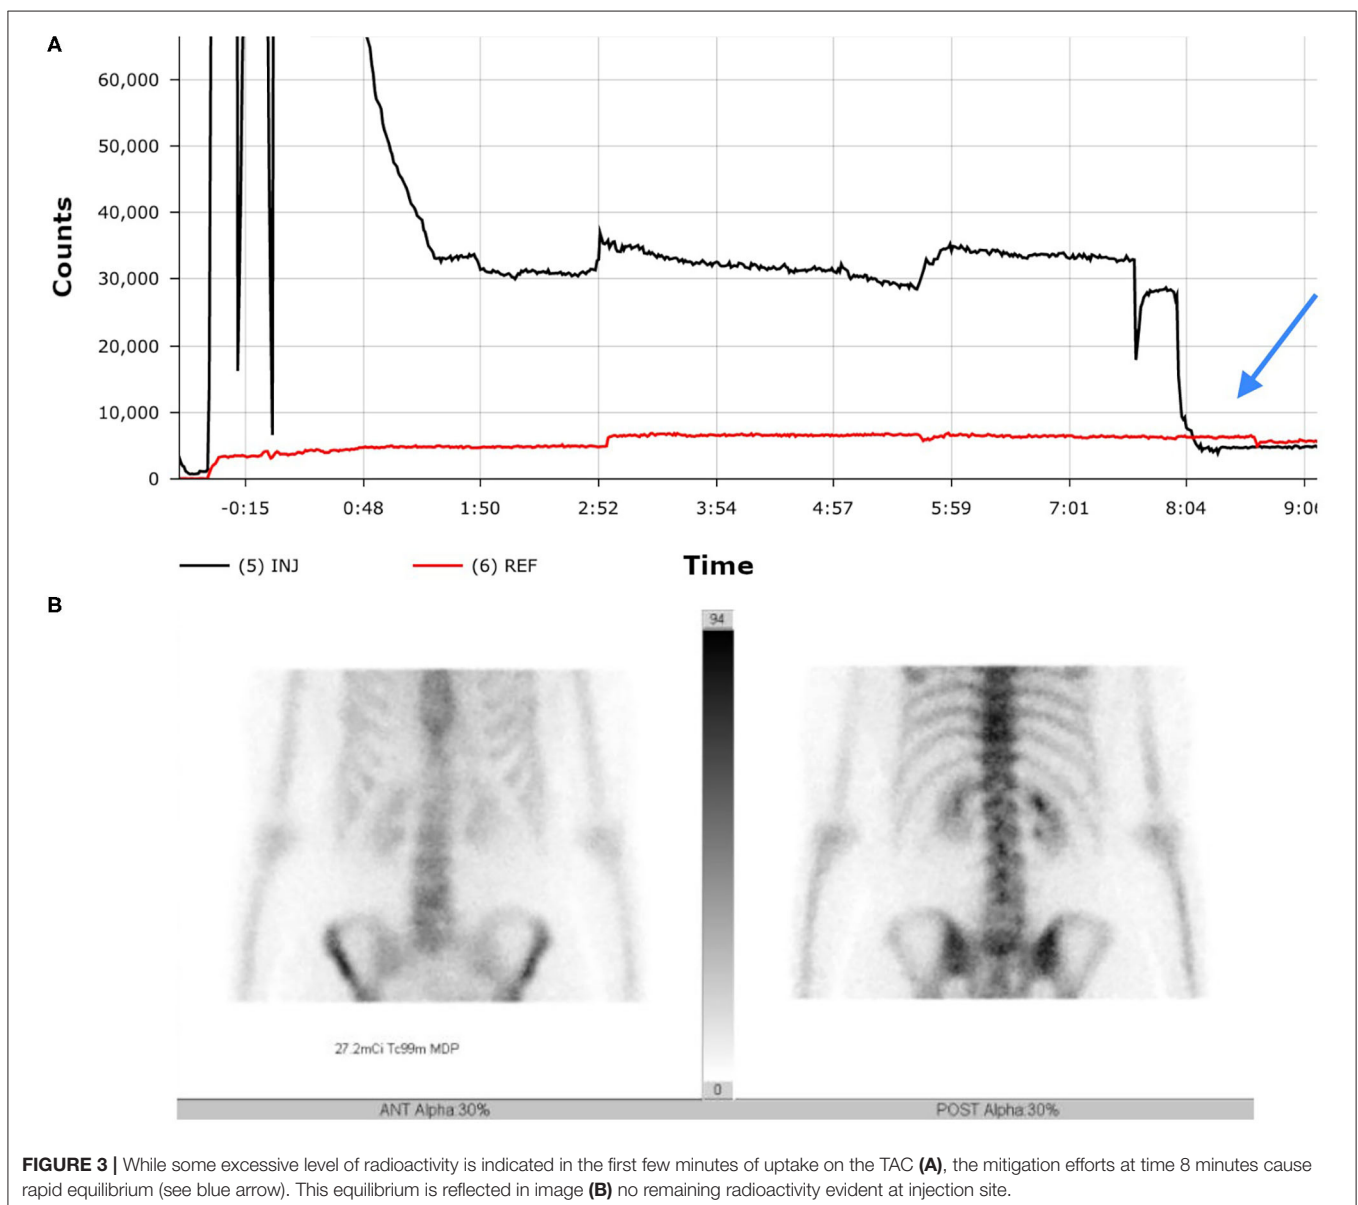 A
60,000
50,000
40,000
30,000
20,000
10,000
0
Counts
-0:15 0:48 1:50 2:52 3:54 4:57 5:59 7:01 8:04 9:0
(5) INJ (6) REF Time
B
94
27.2mCi Tc99m MDP
0
ANT Alpha:30% POST Alpha:30%
FIGURE 3 | While some excessive level of radioactivity is indicated in the first few minutes of uptake on the TAC (A), the mitigation efforts at time 8 minutes cause
rapid equilibrium (see blue arrow). This equilibrium is reflected in image (B) no remaining radioactivity evident at injection site.